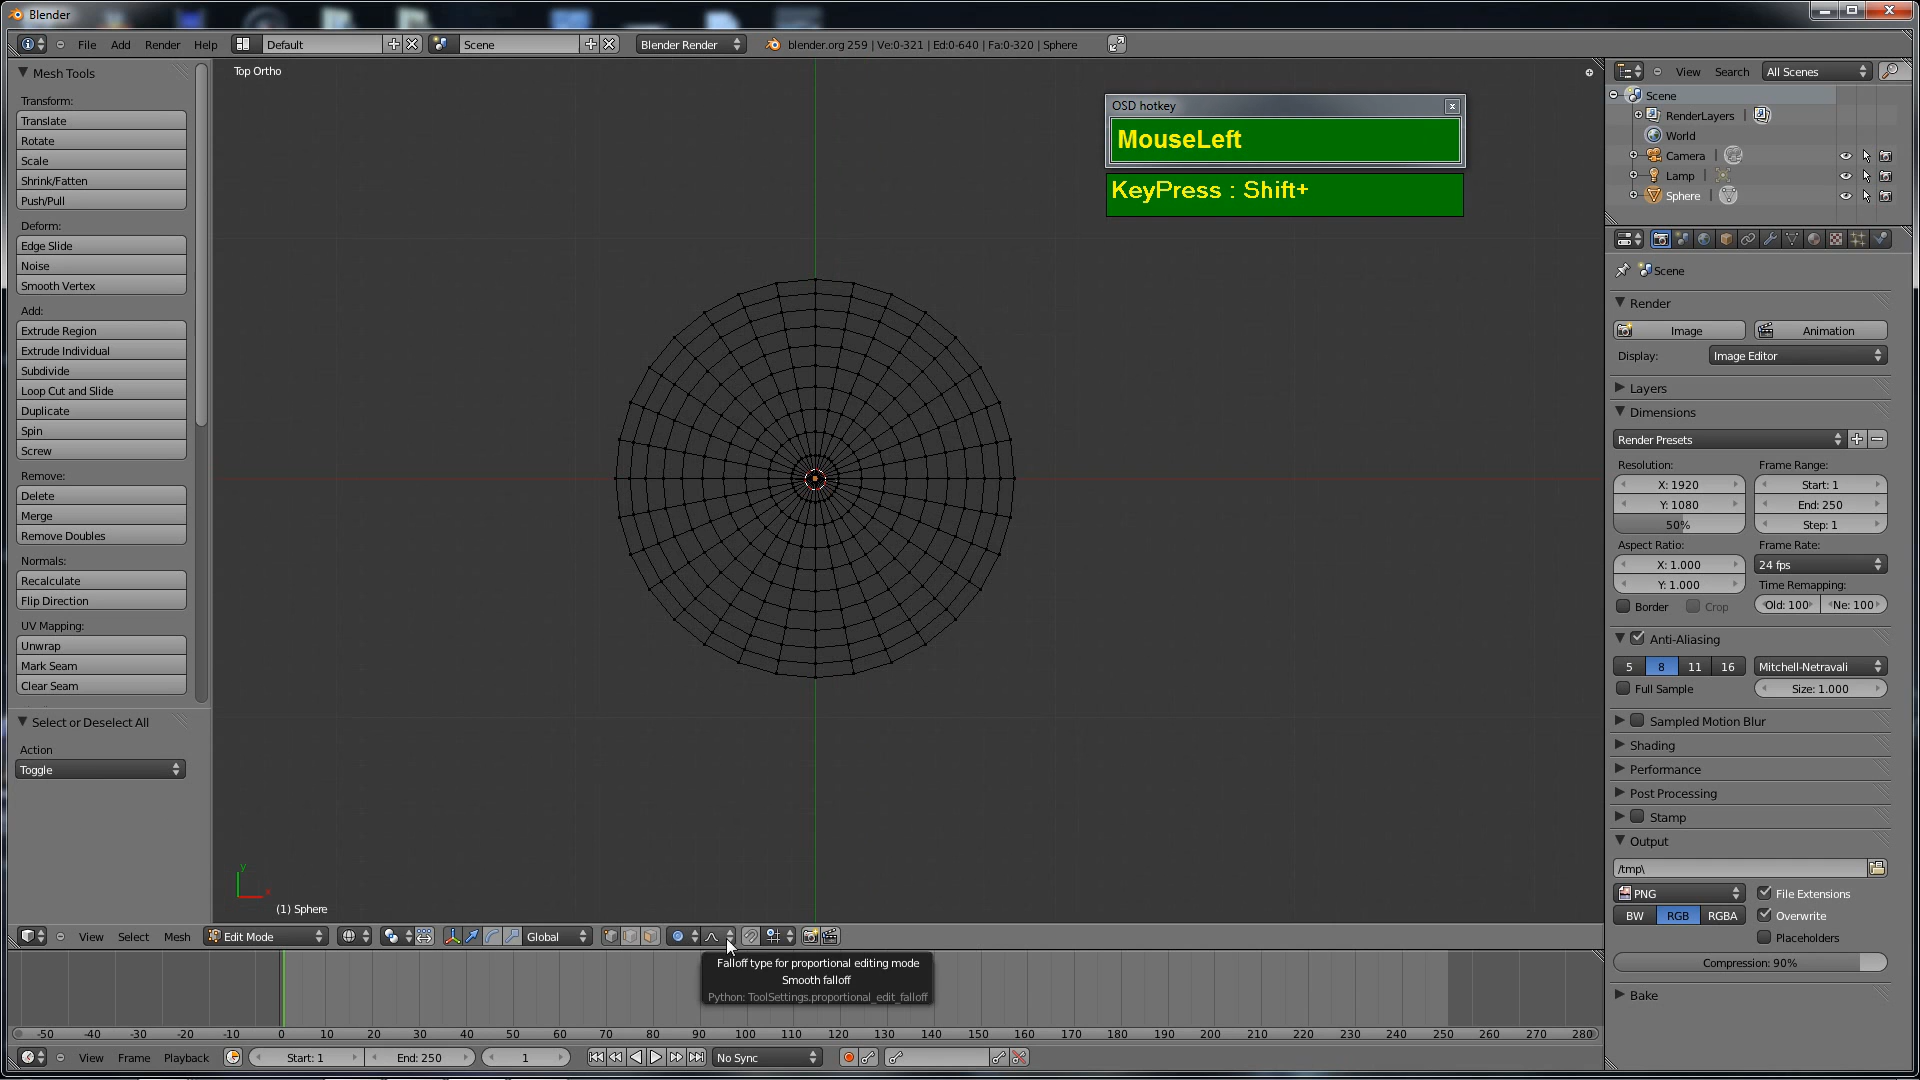 Blender
File Add Render Help Default Scene Blender Render blender.org 259 | Ve:0-321 | Ed:0-640 | Fa:0-320 | Sphere
Mesh Tools
Transform:
Translate
Rotate
Scale
Shrink/Fatten
Push/Pull
Deform:
Edge Slide
Noise
Smooth Vertex
Add:
Extrude Region
Extrude Individual
Subdivide
Loop Cut and Slide
Duplicate
Spin
Screw
Remove:
Delete
Merge
Remove Doubles
Normals:
Recalculate
Flip Direction
UV Mapping:
Unwrap
Mark Seam
Clear Seam
Select or Deselect All
Action
Toggle
Top Ortho
OSD hotkey x
MouseLeft
KeyPress : Shift+
y
x
(1) Sphere
View Select Mesh Edit Mode Global
Falloff type for proportional editing mode
Smooth falloff
Python: ToolSettings.proportional_edit_falloff
-50 -40 -30 -20 -10 0 10 20 30 40 50 60 70 80 90 100 110 120 130 140 150 160 170 180 190 200 210 220 230 240 250 260 270 280
View Frame Playback Start: 1 End: 250 1 No Sync
View Search All Scenes
Scene
RenderLayers
World
Camera
Lamp
Sphere
Scene
Render
Image Animation
Display: Image Editor
Layers
Dimensions
Render Presets
Resolution: Frame Range:
X: 1920 Start: 1
Y: 1080 End: 250
50% Step: 1
Aspect Ratio: Frame Rate:
X: 1.000 24 fps
Y: 1.000 Time Remapping:
Border Crop Old: 100 Ne: 100
Anti-Aliasing
5 8 11 16 Mitchell-Netravali
Full Sample Size: 1.000
Sampled Motion Blur
Shading
Performance
Post Processing
Stamp
Output
/tmp\
PNG File Extensions
BW RGB RGBA Overwrite
Placeholders
Compression: 90%
Bake